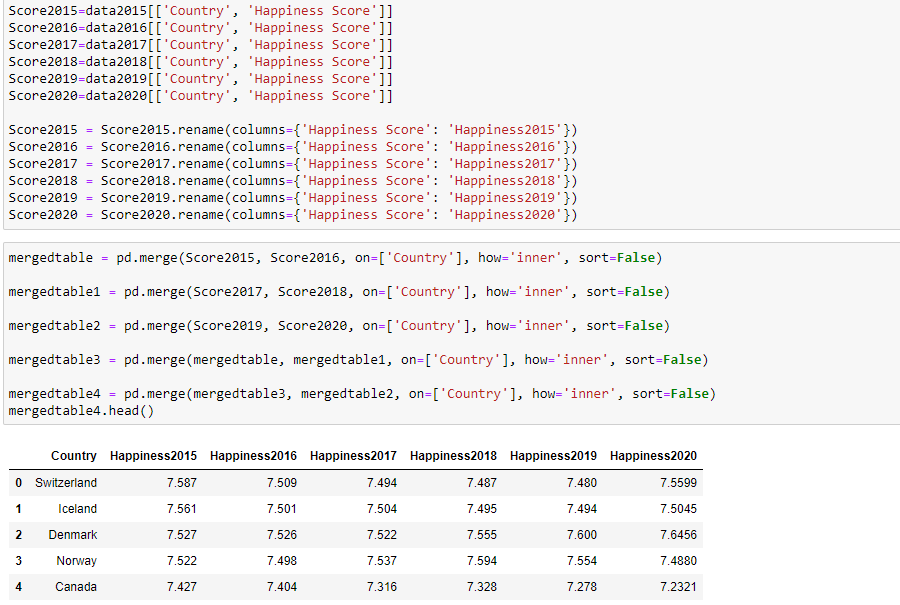 Score2015=data2015[['Country', 'Happiness Score']]
Score2016=data2016[['Country', 'Happiness Score']]
Score2017=data2017[['Country', 'Happiness Score']]
Score2018=data2018[['Country', 'Happiness Score']]
Score2019=data2019[['Country', 'Happiness Score']]
Score2020=data2020[['Country', 'Happiness Score']]
Score2015 = Score2015.rename(columns={'Happiness Score': 'Happiness2015'})
Score2016 = Score2016.rename(columns={'Happiness Score': 'Happiness2016'})
Score2017 = Score2017.rename(columns={'Happiness Score': 'Happiness2017'})
Score2018 = Score2018.rename(columns={'Happiness Score': 'Happiness2018'})
Score2019 = Score2019.rename(columns={'Happiness Score': 'Happiness2019'})
Score2020 = Score2020.rename(columns={'Happiness Score': 'Happiness2020'})
mergedtable = pd.merge(Score2015, Score2016, on=['Country'], how='inner', sort=False)
mergedtable1 = pd.merge(Score2017, Score2018, on=['Country'], how='inner', sort=False)
mergedtable2 = pd.merge(Score2019, Score2020, on=['Country'], how='inner', sort=False)
mergedtable3 = pd.merge(mergedtable, mergedtable1, on=['Country'], how='inner', sort=False)
mergedtable4 = pd.merge(mergedtable3, mergedtable2, on=['Country'], how='inner', sort=False)
mergedtable4.head()
Country Happiness2015 Happiness2016 Happiness2017 Happiness2018 Happiness2019 Happiness2020
0 Switzerland 7.587 7.509 7.494 7.487 7.480 7.5599
1 Iceland 7.561 7.501 7.504 7.495 7.494 7.5045
2 Denmark 7.527 7.526 7.522 7.555 7.600 7.6456
3 Norway 7.522 7.498 7.537 7.594 7.554 7.4880
4 Canada 7.427 7.404 7.316 7.328 7.278 7.2321